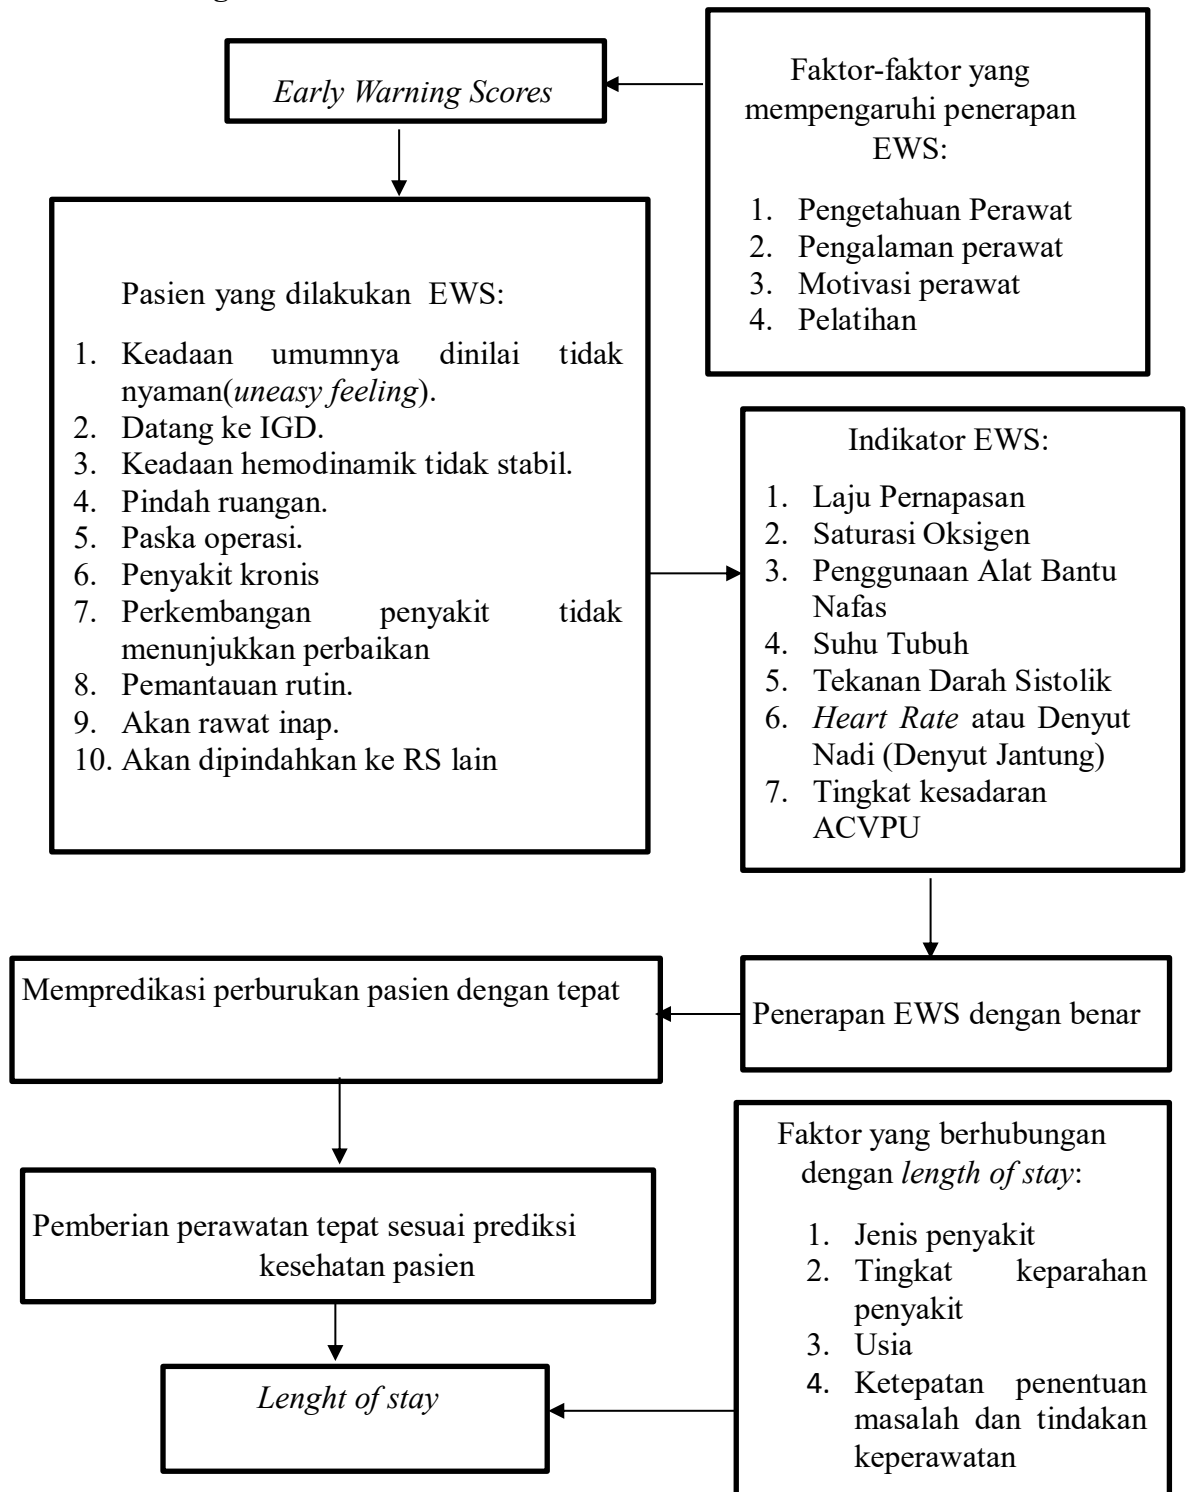 Early Warning Scores
Faktor-faktor yang
mempengaruhi penerapan
EWS:
1. Pengetahuan Perawat
2. Pengalaman perawat
3. Motivasi perawat
4. Pelatihan
Pasien yang dilakukan EWS:
1. Keadaan umumnya dinilai tidak
nyaman(uneasy feeling).
2. Datang ke IGD.
3. Keadaan hemodinamik tidak stabil.
4. Pindah ruangan.
5. Paska operasi.
6. Penyakit kronis
7. Perkembangan penyakit tidak
menunjukkan perbaikan
8. Pemantauan rutin.
9. Akan rawat inap.
10. Akan dipindahkan ke RS lain
Indikator EWS:
1. Laju Pernapasan
2. Saturasi Oksigen
3. Penggunaan Alat Bantu
Nafas
4. Suhu Tubuh
5. Tekanan Darah Sistolik
6. Heart Rate atau Denyut
Nadi (Denyut Jantung)
7. Tingkat kesadaran
ACVPU
Mempredikasi perburukan pasien dengan tepat
Penerapan EWS dengan benar
Pemberian perawatan tepat sesuai prediksi
kesehatan pasien
Lenght of stay
Faktor yang berhubungan
dengan length of stay:
1. Jenis penyakit
2. Tingkat keparahan
penyakit
3. Usia
4. Ketepatan penentuan
masalah dan tindakan
keperawatan